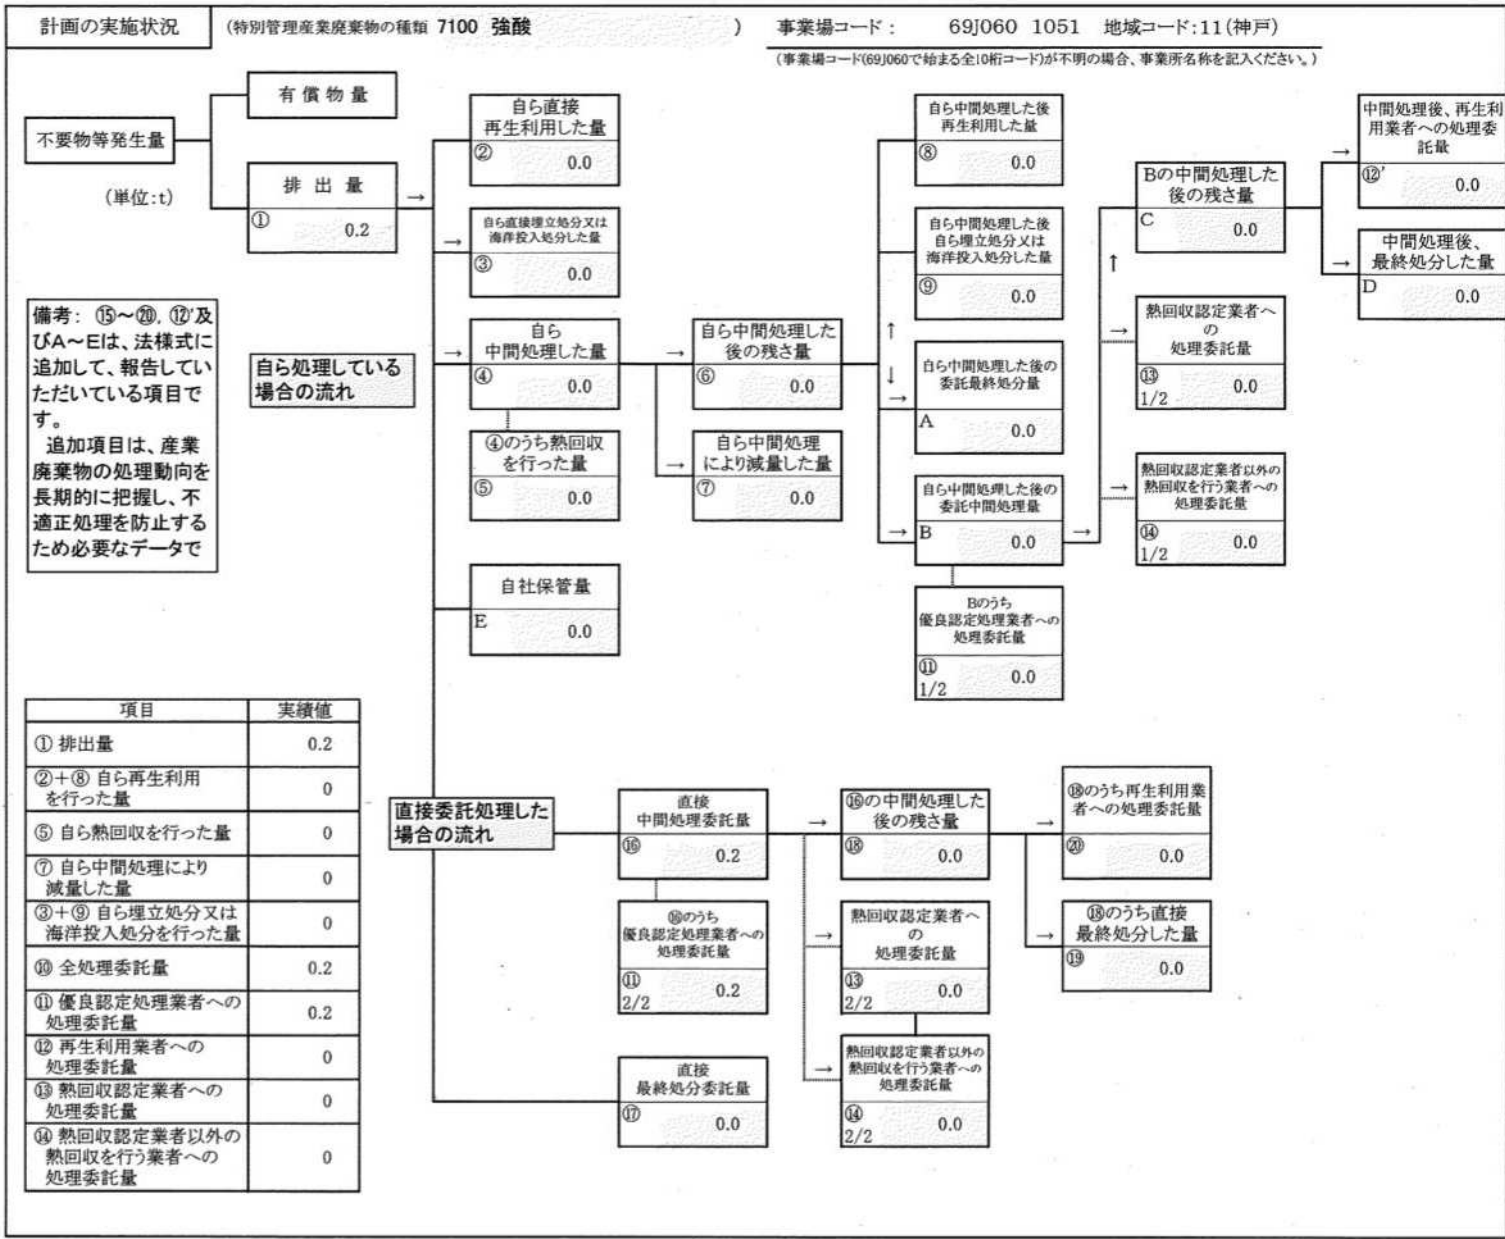 計画の実施状況
(特別管理産業廃棄物の種類 7100 強酸 )
事業場コード: 69J060 1051 地域コード:11(神戸)
(事業場コード(69J060で始まる全10桁コード)が不明の場合、事業所名称を記入ください。)
不要物等発生量
(単位:t)
有償物量
排出量
① 0.2
→
自ら直接
再生利用した量
② 0.0
→
自ら直接埋立処分又は
海洋投入処分した量
③ 0.0
→
自ら
中間処理した量
④ 0.0
④のうち熱回収
を行った量
⑤ 0.0
→
自ら中間処理した
後の残さ量
⑥ 0.0
→
自ら中間処理
により減量した量
⑦ 0.0
自ら中間処理した後
再生利用した量
⑧ 0.0
自ら中間処理した後
自ら埋立処分又は
海洋投入処分した量
⑨ 0.0
↑
↓
→
自ら中間処理した後の
委託最終処分量
A 0.0
→
自ら中間処理した後の
委託中間処理量
B 0.0
Bのうち
優良認定処理業者への
処理委託量
⑪
1/2 0.0
→
↑
Bの中間処理した
後の残さ量
C 0.0
→
熱回収認定業者へ
の
処理委託量
⑬
1/2 0.0
→
熱回収認定業者以外の
熱回収を行う業者への
処理委託量
⑭
1/2 0.0
→
中間処理後、再生利
用業者への処理委
託量
⑫' 0.0
→
中間処理後、
最終処分した量
D 0.0
備考: ⑮～⑳, ⑫'及
びA～Eは、法様式に
追加して、報告してい
ただいている項目で
す。
追加項目は、産業
廃棄物の処理動向を
長期的に把握し、不
適正処理を防止する
ため必要なデータで
自ら処理している
場合の流れ
自社保管量
E 0.0
項目 実績値
① 排出量 0.2
②+⑧ 自ら再生利用
を行った量 0
⑤ 自ら熱回収を行った量 0
⑦ 自ら中間処理により
減量した量 0
③+⑨ 自ら埋立処分又は
海洋投入処分を行った量 0
⑩ 全処理委託量 0.2
⑪ 優良認定処理業者への
処理委託量 0.2
⑫ 再生利用業者への
処理委託量 0
⑬ 熱回収認定業者への
処理委託量 0
⑭ 熱回収認定業者以外の
熱回収を行う業者への
処理委託量 0
直接委託処理した
場合の流れ
直接
中間処理委託量
⑯ 0.2
⑯のうち
優良認定処理業者への
処理委託量
⑪
2/2 0.2
直接
最終処分委託量
⑰ 0.0
→
⑯の中間処理した
後の残さ量
⑱ 0.0
→
熱回収認定業者へ
の
処理委託量
⑬
2/2 0.0
→
熱回収認定業者以外の
熱回収を行う業者への
処理委託量
⑭
2/2 0.0
→
⑱のうち再生利用業
者への処理委託量
⑳ 0.0
→
⑱のうち直接
最終処分した量
⑲ 0.0